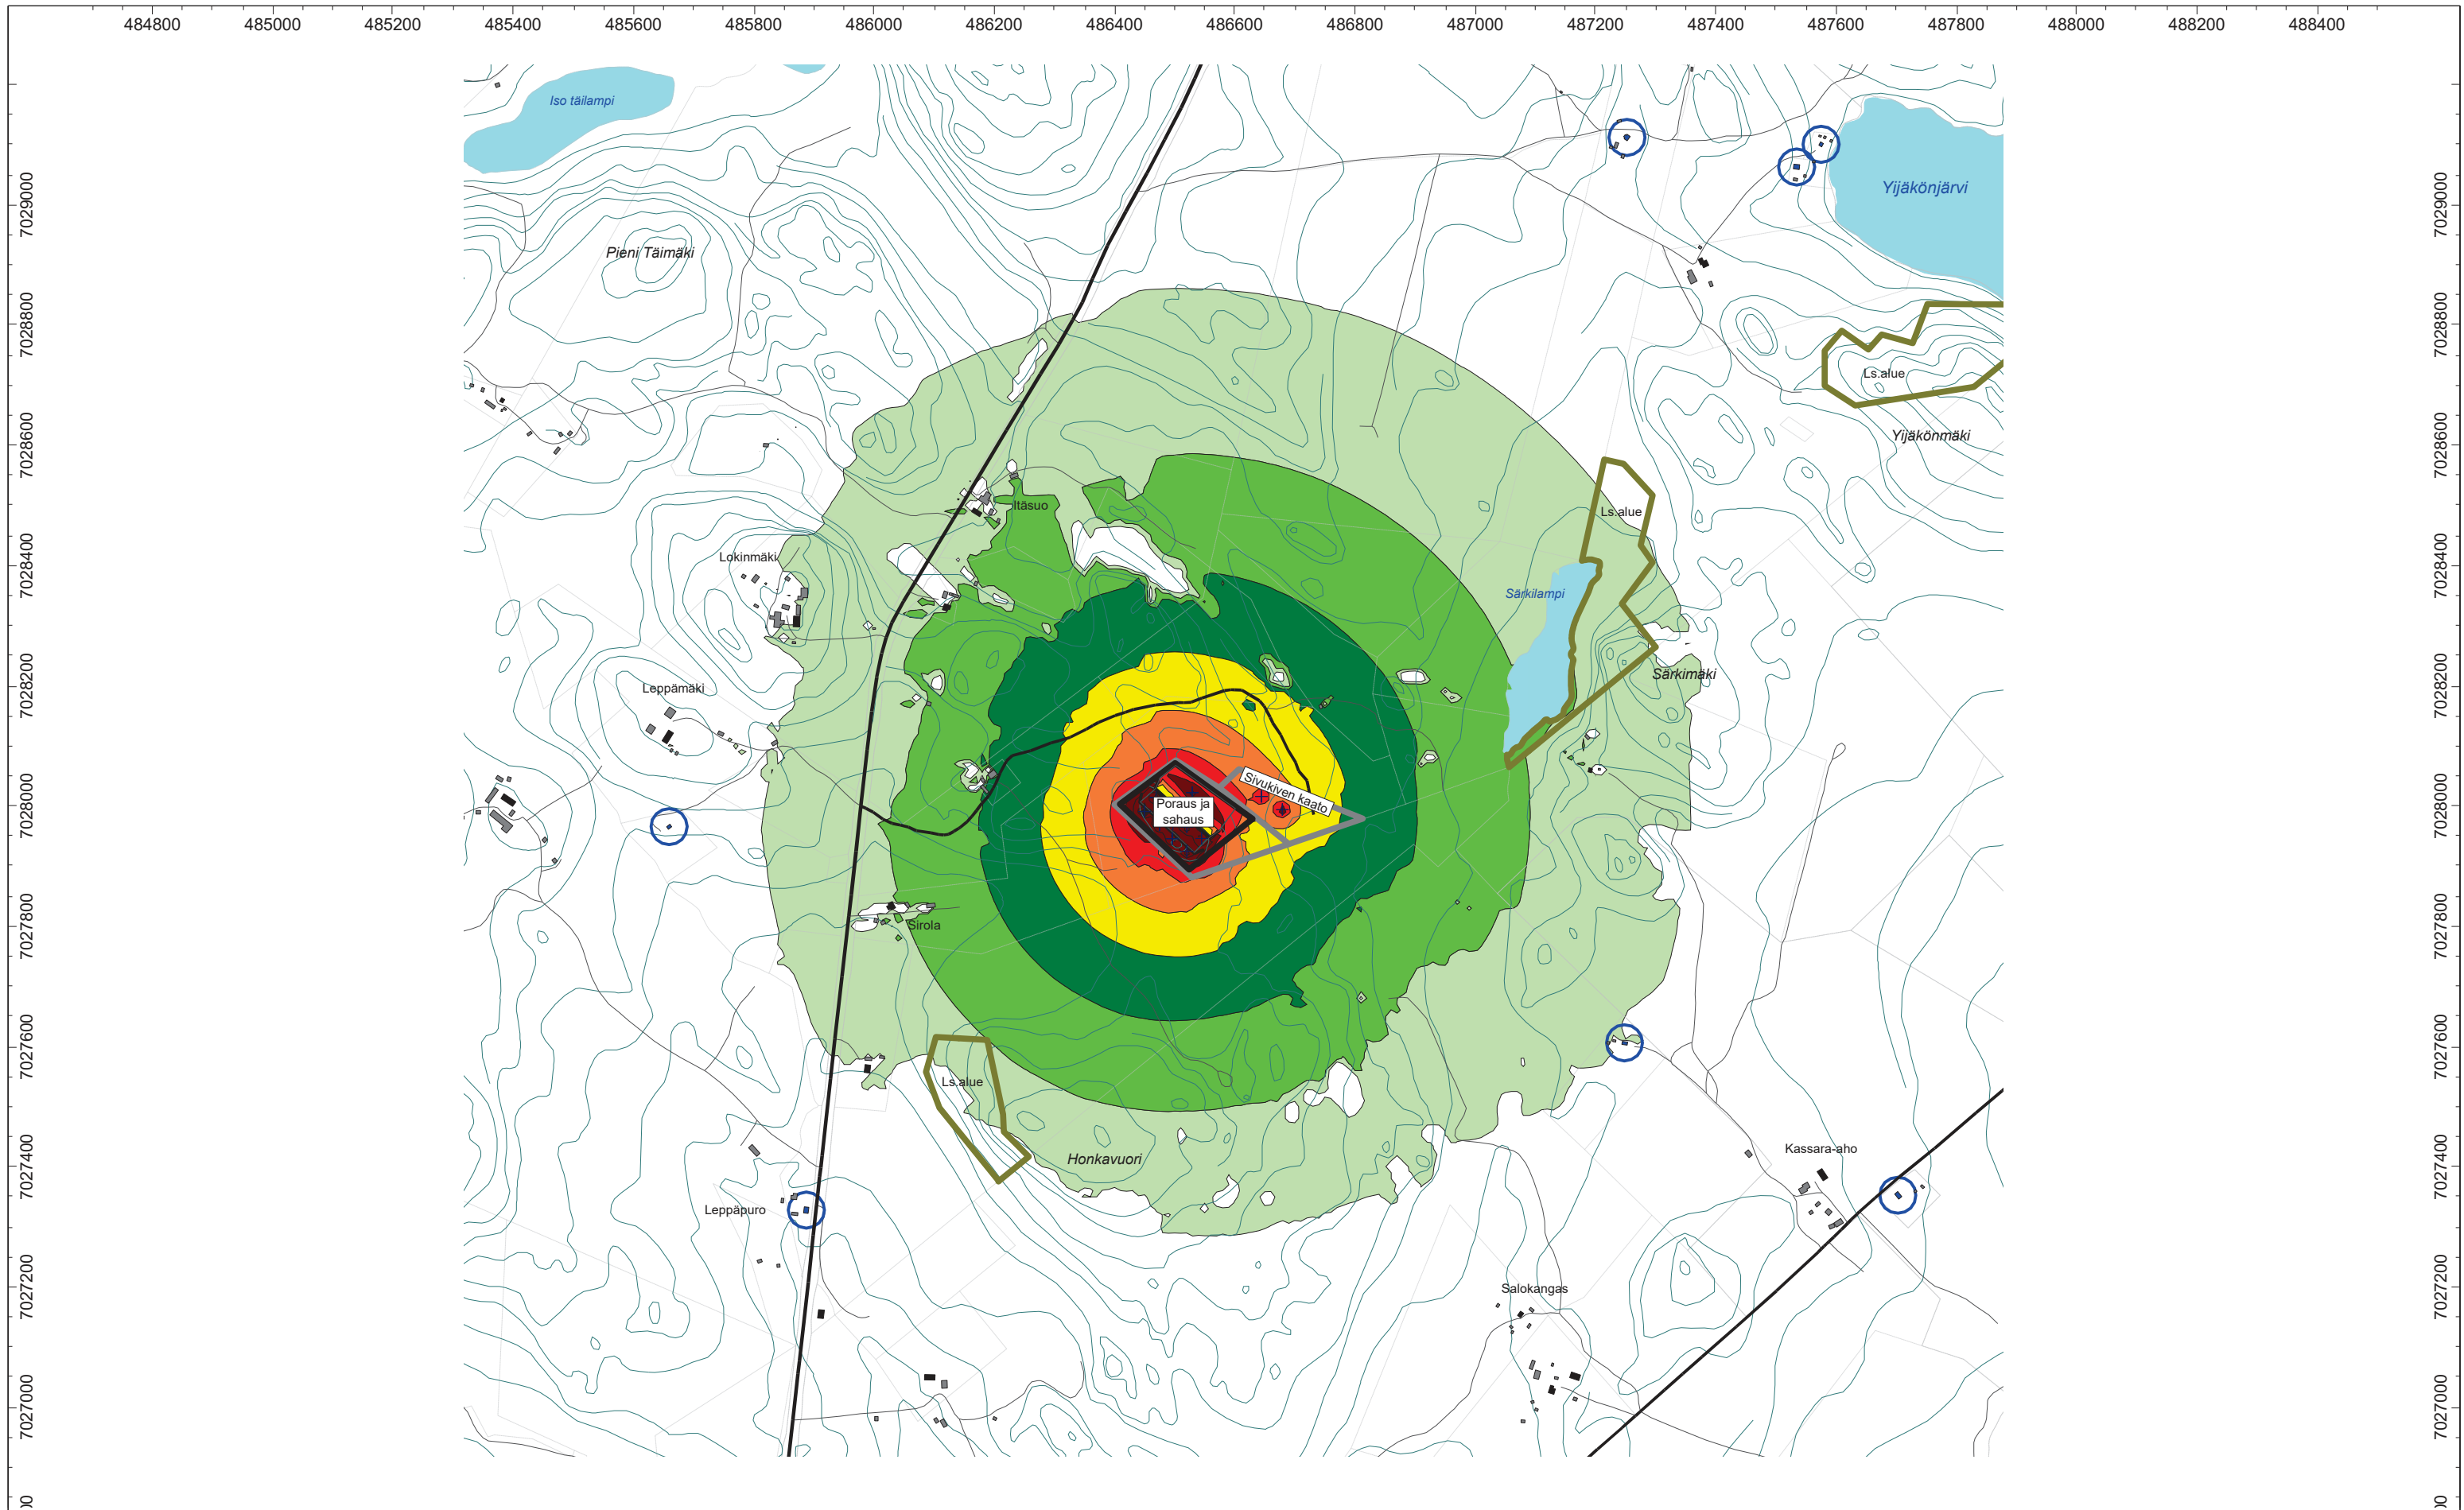 484800 485000 485200 485400 485600 485800 486000 486200 486400 486600 486800 487000 487200 487400 487600 487800 488000 488200 488400
Iso täilampi
Yijäkönjärvi
7029000 7029000
Pieni Täimäki
7028800 7028800
Ls.alue
Yijäkönmäki
7028600 7028600
Itäsuo
Ls.alue
7028400 7028400
Lokinmäki
Särkilampi
Särkimäki
7028200 7028200
Leppämäki
Sivukiven kaato
7028000 7028000
Poraus ja
sahaus
Sirola
7027800 7027800
7027600 7027600
Ls.alue
Kassara-aho
Honkavuori
7027400 7027400
Leppäpuro
Salokangas
7027200 7027200
7027000 7027000